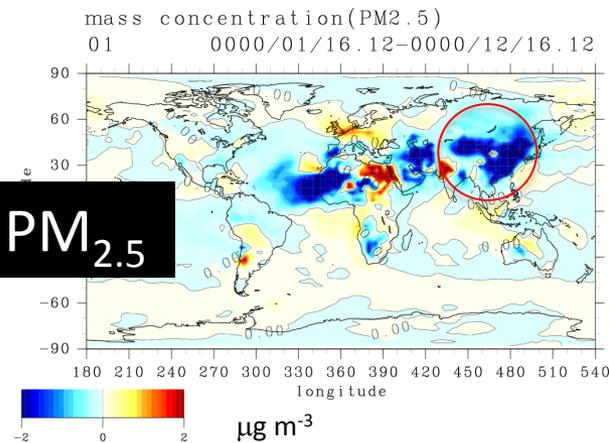 mass concentration(PM2.5)
01 0000/01/16.12−0000/12/16.12
90
60
30
de
PM2.5
−60
−90
180 210 240 270 300 330 360 390 420 450 480 510 540
longitude
−2 0 2
μg m-3